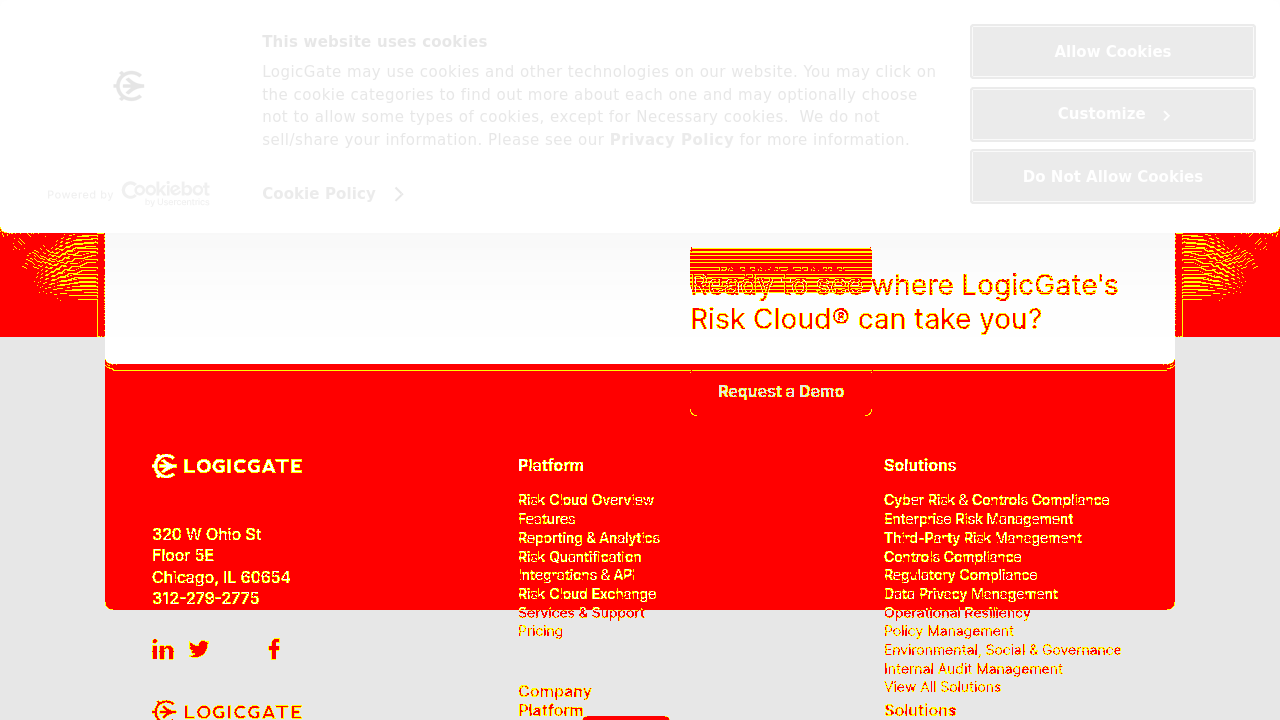 This website uses cookies
LogicGate may use cookies and other technologies on our website. You may click on
the cookie categories to find out more about each one and may optionally choose
not to allow some types of cookies, except for Necessary cookies.  We do not
sell/share your information. Please see our Privacy Policy for more information.
Cookie Policy
Powered by Cookiebot
by Usercentrics
Allow Cookies
Customize
Do Not Allow Cookies
Ready to see where LogicGate's
Risk Cloud® can take you?
Request a Demo
LOGICGATE
320 W Ohio St
Floor 5E
Chicago, IL 60654
312-279-2775
LOGICGATE
Platform
Risk Cloud Overview
Features
Reporting & Analytics
Risk Quantification
Integrations & API
Risk Cloud Exchange
Services & Support
Pricing
Company
Platform
Solutions
Cyber Risk & Controls Compliance
Enterprise Risk Management
Third-Party Risk Management
Controls Compliance
Regulatory Compliance
Data Privacy Management
Operational Resiliency
Policy Management
Environmental, Social & Governance
Internal Audit Management
View All Solutions
Solutions